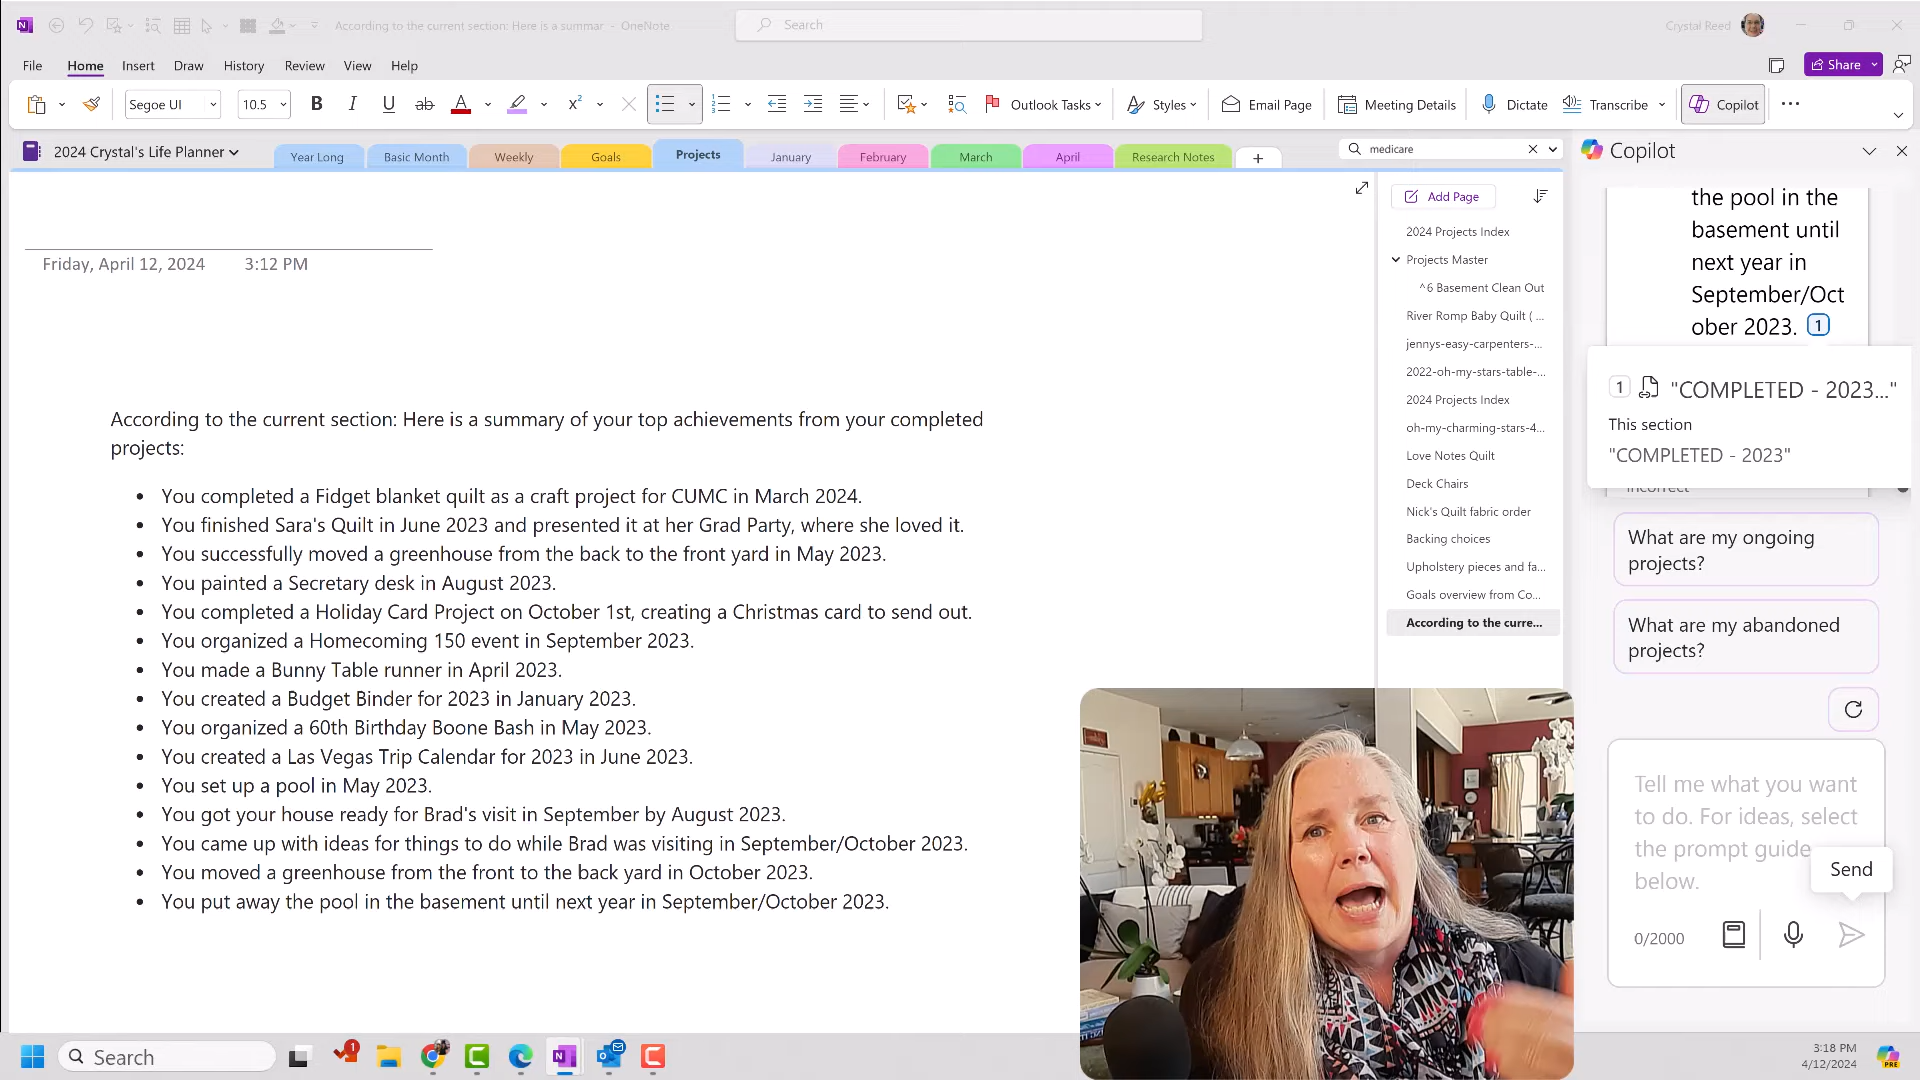 According to the current section: Here is a summar - OneNote
Search
Crystal Reed
File Home Insert Draw History Review View Help
Share
Segoe UI
10.5
B I U ab A x²
Outlook Tasks
Styles
Email Page
Meeting Details
Dictate
Transcribe
Copilot
2024 Crystal's Life Planner
Year Long
Basic Month
Weekly
Goals
Projects
January
February
March
April
Research Notes
medicare
Friday, April 12, 2024 3:12 PM
According to the current section: Here is a summary of your top achievements from your completed
projects:
• You completed a Fidget blanket quilt as a craft project for CUMC in March 2024.
• You finished Sara's Quilt in June 2023 and presented it at her Grad Party, where she loved it.
• You successfully moved a greenhouse from the back to the front yard in May 2023.
• You painted a Secretary desk in August 2023.
• You completed a Holiday Card Project on October 1st, creating a Christmas card to send out.
• You organized a Homecoming 150 event in September 2023.
• You made a Bunny Table runner in April 2023.
• You created a Budget Binder for 2023 in January 2023.
• You organized a 60th Birthday Boone Bash in May 2023.
• You created a Las Vegas Trip Calendar for 2023 in June 2023.
• You set up a pool in May 2023.
• You got your house ready for Brad's visit in September by August 2023.
• You came up with ideas for things to do while Brad was visiting in September/October 2023.
• You moved a greenhouse from the front to the back yard in October 2023.
• You put away the pool in the basement until next year in September/October 2023.
Add Page
2024 Projects Index
Projects Master
^6 Basement Clean Out
River Romp Baby Quilt ( ...
jennys-easy-carpenters-...
2022-oh-my-stars-table-...
2024 Projects Index
oh-my-charming-stars-4...
Love Notes Quilt
Deck Chairs
Nick's Quilt fabric order
Backing choices
Upholstery pieces and fa...
Goals overview from Co...
According to the curre...
Copilot
the pool in the
basement until
next year in
September/Oct
ober 2023. 1
1 "COMPLETED - 2023..."
This section
"COMPLETED - 2023"
incorrect
What are my ongoing
projects?
What are my abandoned
projects?
Tell me what you want
to do. For ideas, select
the prompt guide
below.
Send
0/2000
Search
1
3:18 PM
4/12/2024
PRE